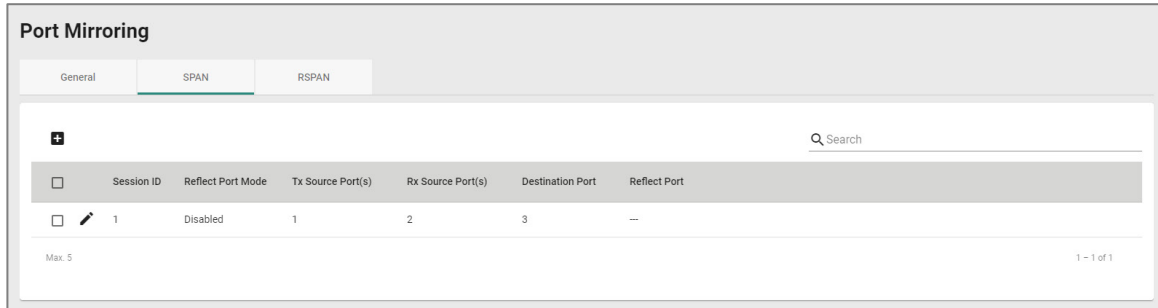 Port Mirroring
General SPAN RSPAN
Search
Session ID Reflect Port Mode Tx Source Port(s) Rx Source Port(s) Destination Port Reflect Port
1 Disabled 1 2 3 ---
Max. 5 1 – 1 of 1